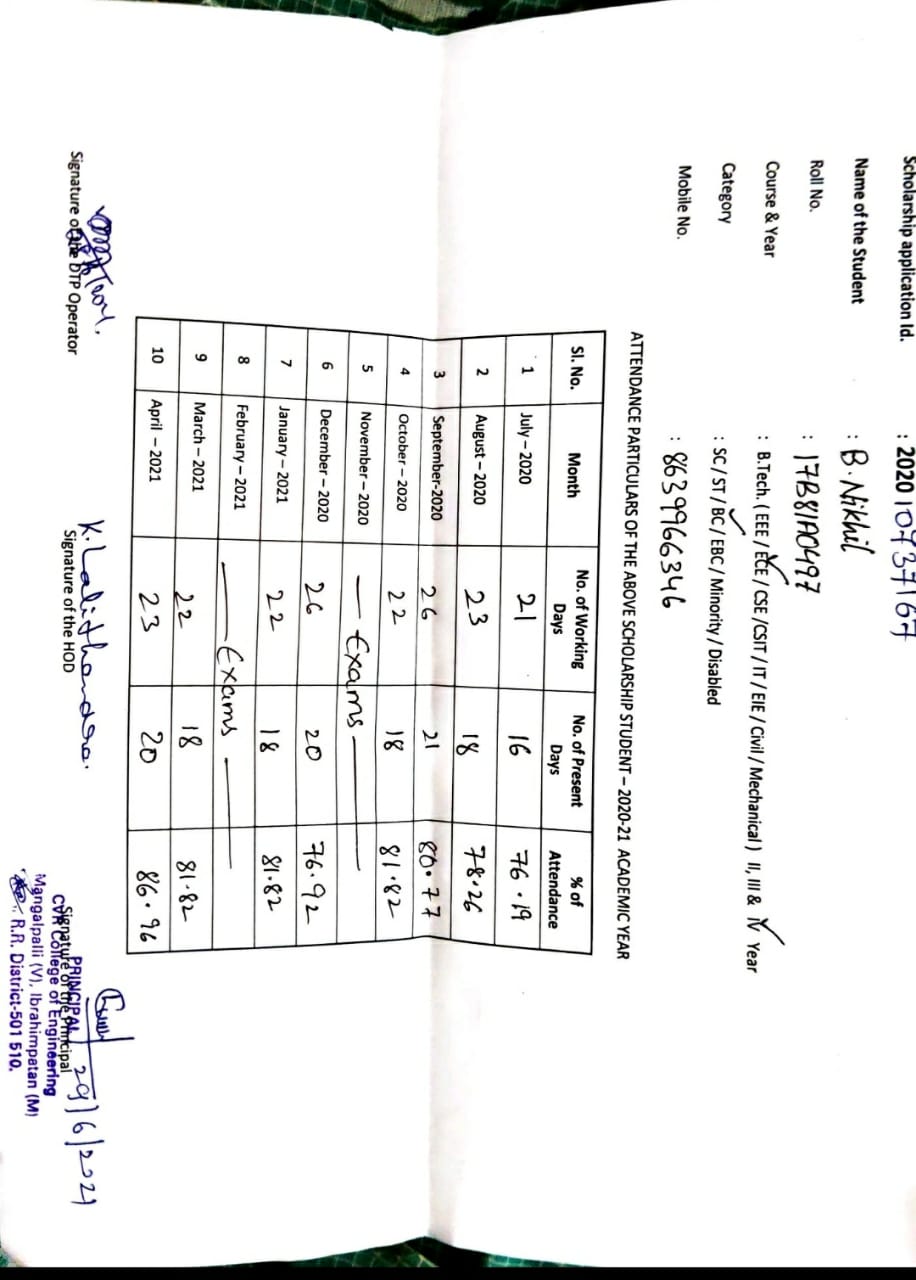 Scholarship application Id. : 2020 10737167
Name of the Student : B. Nikhil
Roll No. : 17B81A0497
Course & Year : B.Tech. ( EEE / ECE / CSE /CSIT / IT / EIE / Civil / Mechanical ) II, III & IV Year
Category : SC / ST / BC / EBC / Minority / Disabled
Mobile No. : 8639966346
ATTENDANCE PARTICULARS OF THE ABOVE SCHOLARSHIP STUDENT – 2020-21 ACADEMIC YEAR
Sl. No. Month No. of Working Days No. of Present Days % of Attendance
1 July – 2020 21 16 76.19
2 August – 2020 23 18 78.26
3 September-2020 26 21 80.77
4 October – 2020 22 18 81.82
5 November – 2020 — Exams —
6 December – 2020 26 20 76.92
7 January – 2021 22 18 81.82
8 February – 2021 — Exams —
9 March – 2021 22 18 81.82
10 April – 2021 23 20 86.96
29/6/2021
Signature of the DTP Operator Signature of the HOD Signature of the Principal
PRINCIPAL
CVR College of Engineering
Mangalpalli (V), Ibrahimpatan (M)
R.R. District-501 510.